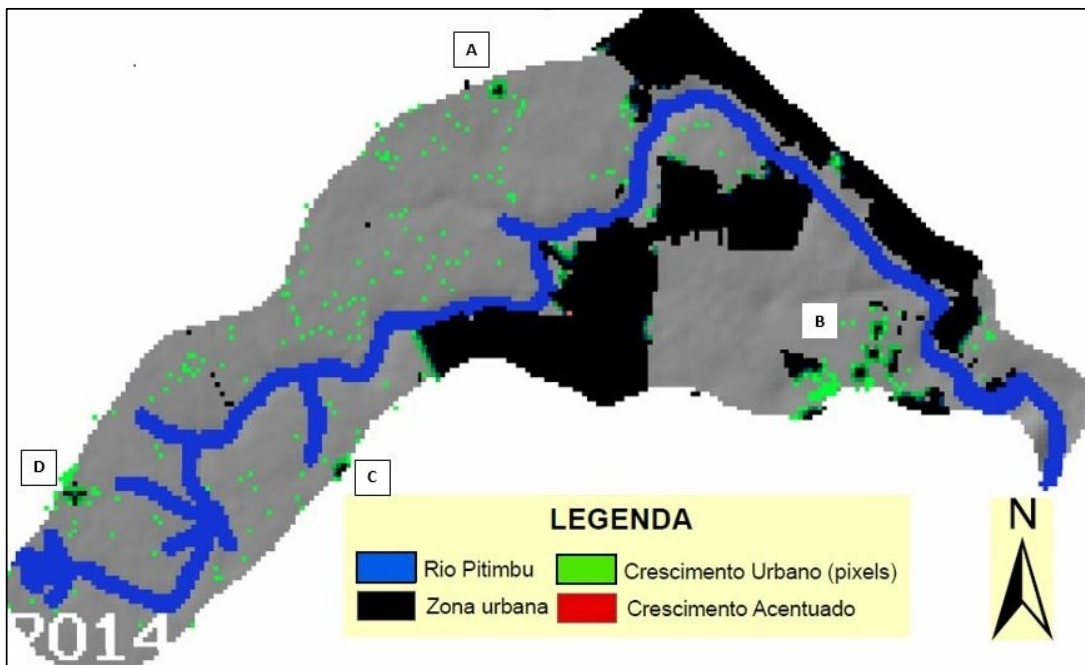 A
B
D
C
LEGENDA
Rio Pitimbu
Crescimento Urbano (pixels)
Zona urbana
Crescimento Acentuado
N
2014